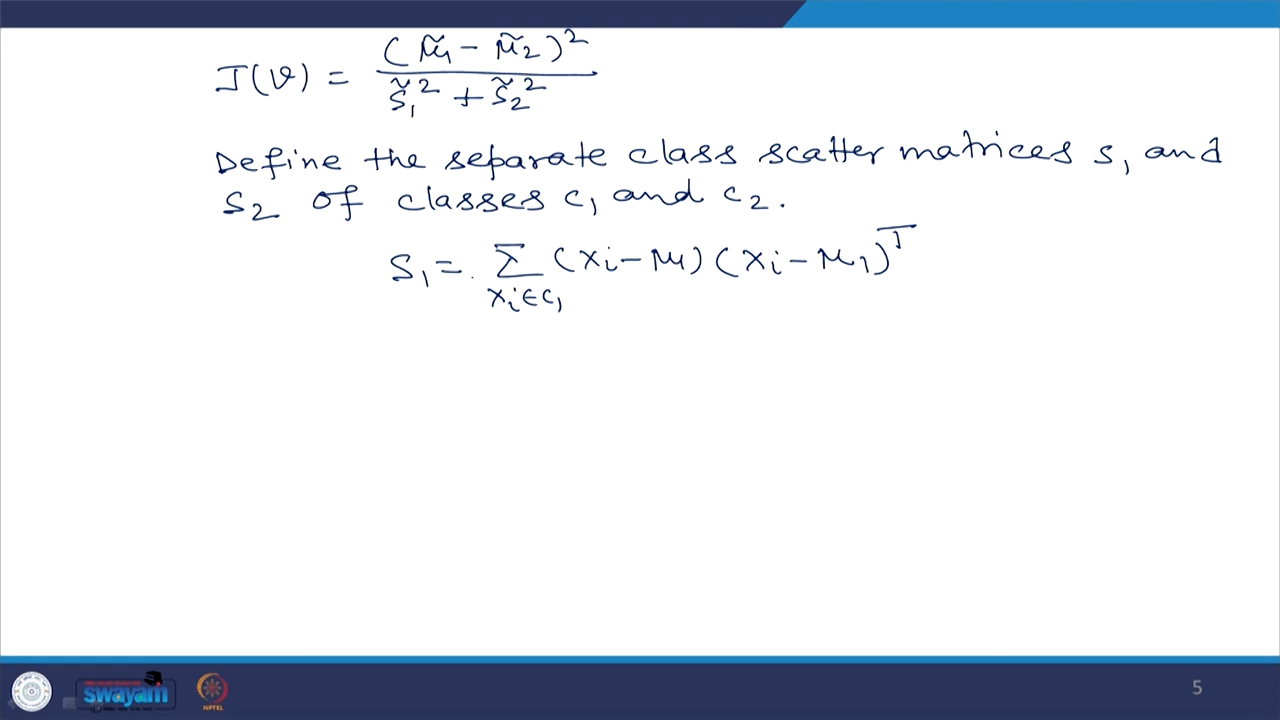 J(v) = (μ̃₁ - μ̃₂)² / s̃₁² + s̃₂²
Define the separate class scatter matrices s₁ and
s₂ of classes c₁ and c₂.
S₁ = Σ (xᵢ - μ₁) (xᵢ - μ₁)ᵀ
xᵢ ∈ c₁
swayam
NPTEL
5